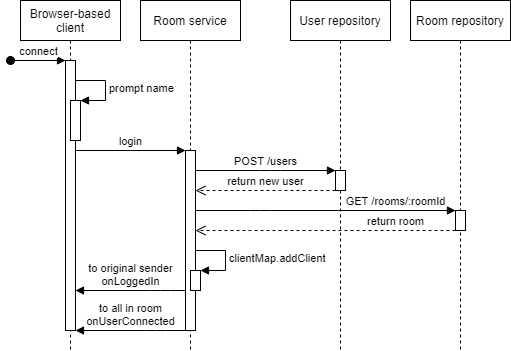 Browser-based
client
Room service
User repository
Room repository
connect
prompt name
login
POST /users
return new user
GET /rooms/:roomId
return room
clientMap.addClient
to original sender
onLoggedIn
to all in room
onUserConnected